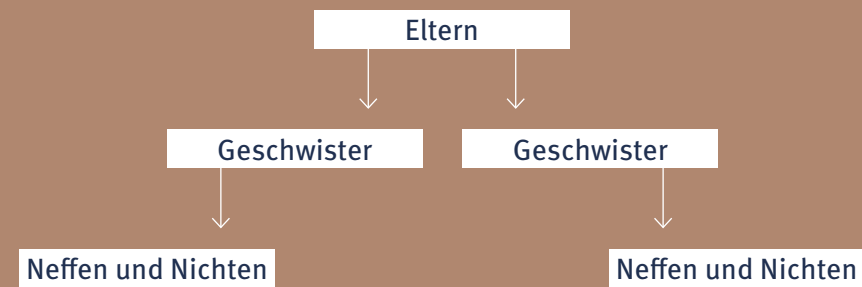 Eltern
Geschwister
Geschwister
Neffen und Nichten
Neffen und Nichten